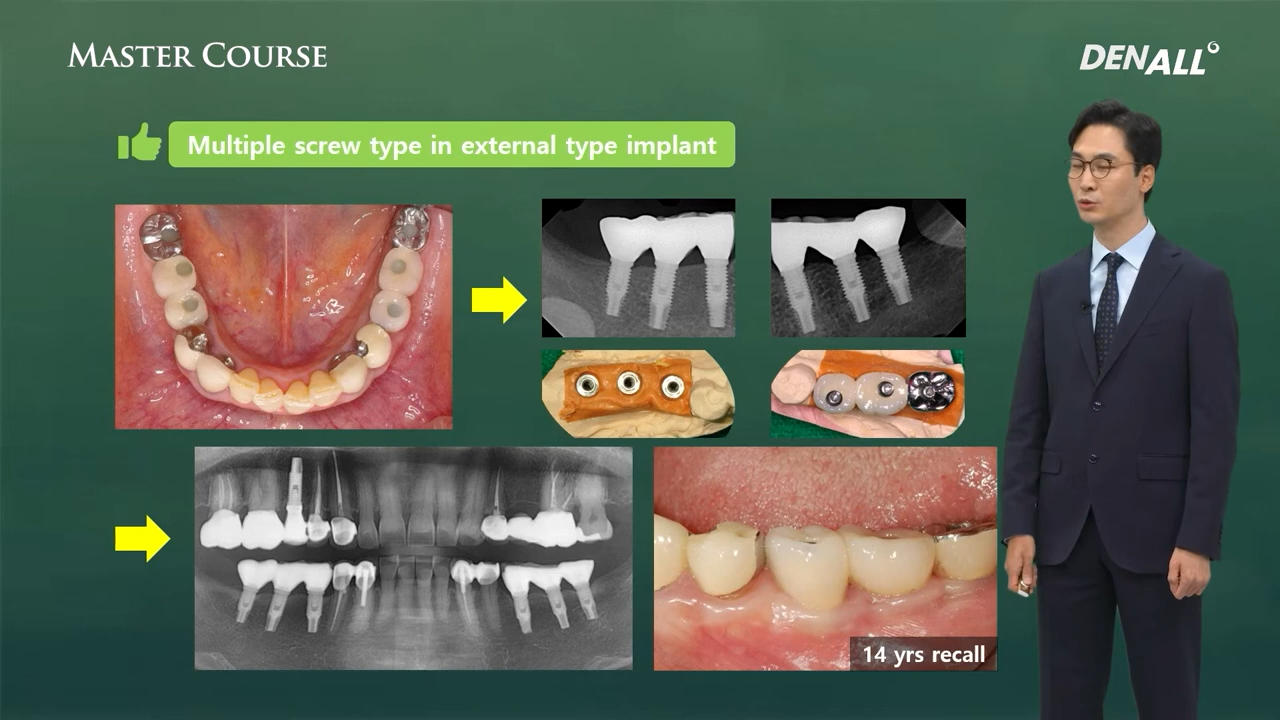 MASTER COURSE
DENALL
Multiple screw type in external type implant
14 yrs recall